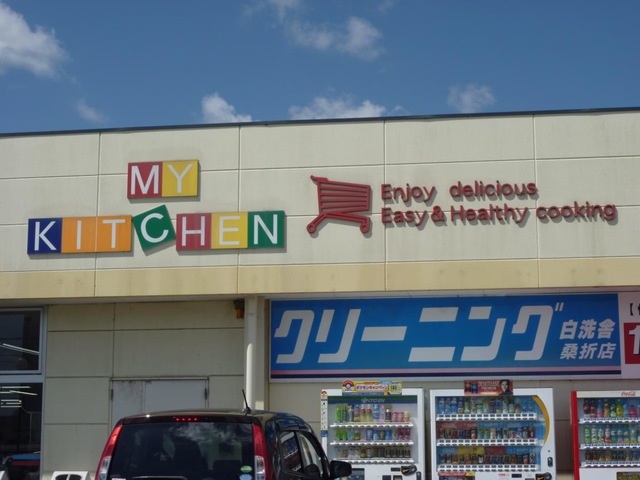 MY
KITCHEN
Enjoy delicious
Easy & Healthy cooking
クリーニング
白洗舎
桑折店